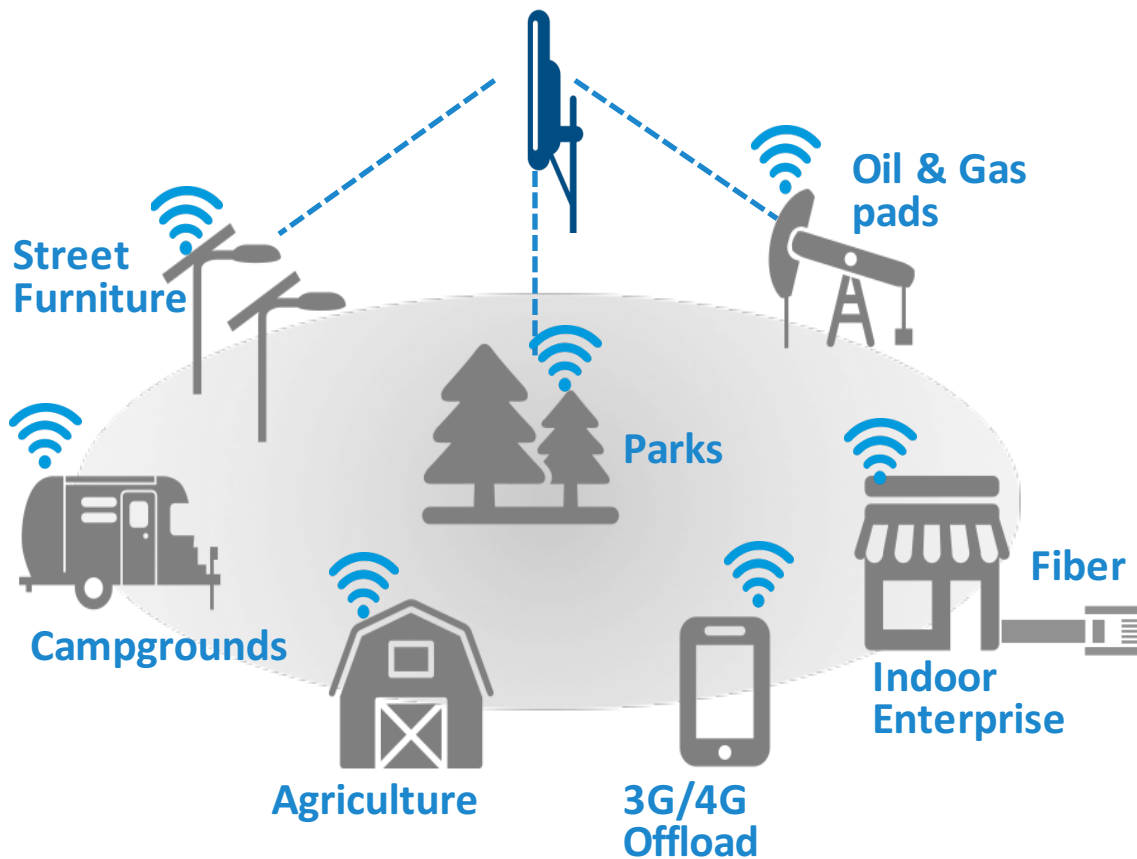 Oil & Gas
pads
Street
Furniture
Parks
Fiber
Campgrounds
Indoor
Enterprise
Agriculture
3G/4G
Offload